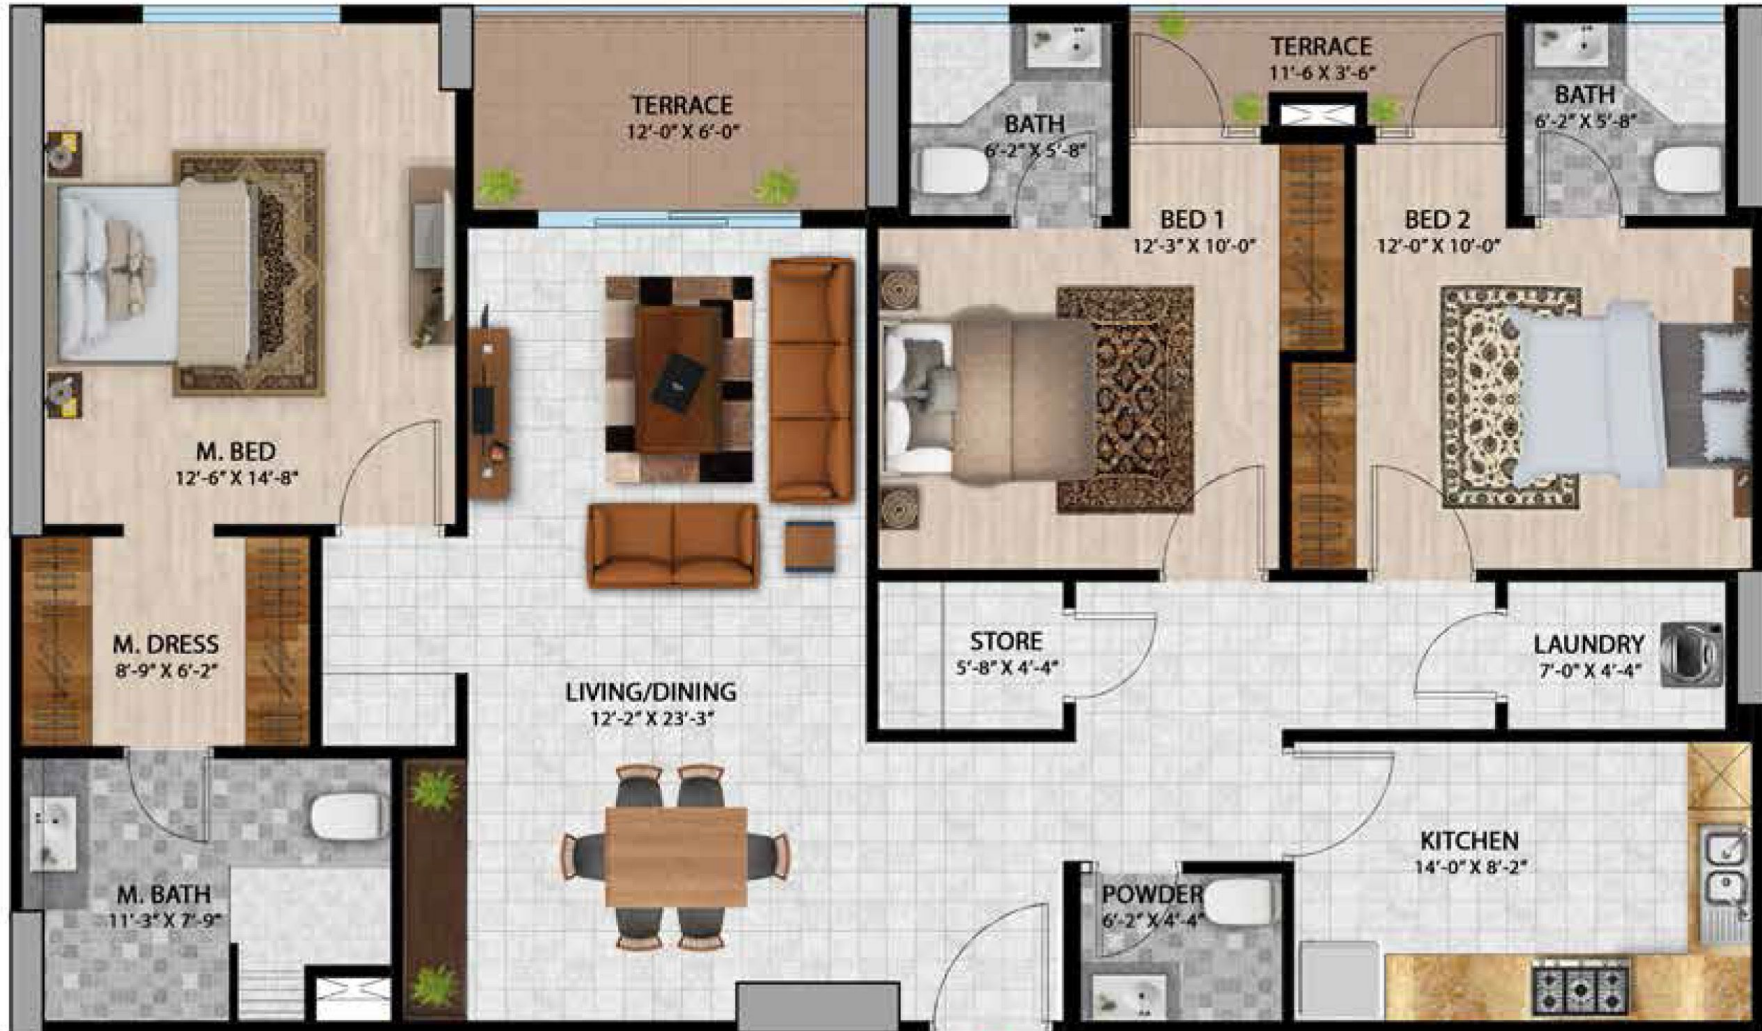 TERRACE
12'-0" X 6'-0"
TERRACE
11'-6 X 3'-6"
BATH
6'-2" X 5'-8"
BATH
6'-2" X 5'-8"
BED 1
12'-3" X 10'-0"
BED 2
12'-0" X 10'-0"
M. BED
12'-6" X 14'-8"
M. DRESS
8'-9" X 6'-2"
LIVING/DINING
12'-2" X 23'-3"
STORE
5'-8" X 4'-4"
LAUNDRY
7'-0" X 4'-4"
M. BATH
11'-3" X 7'-9"
POWDER
6'-2" X 4'-4"
KITCHEN
14'-0" X 8'-2"